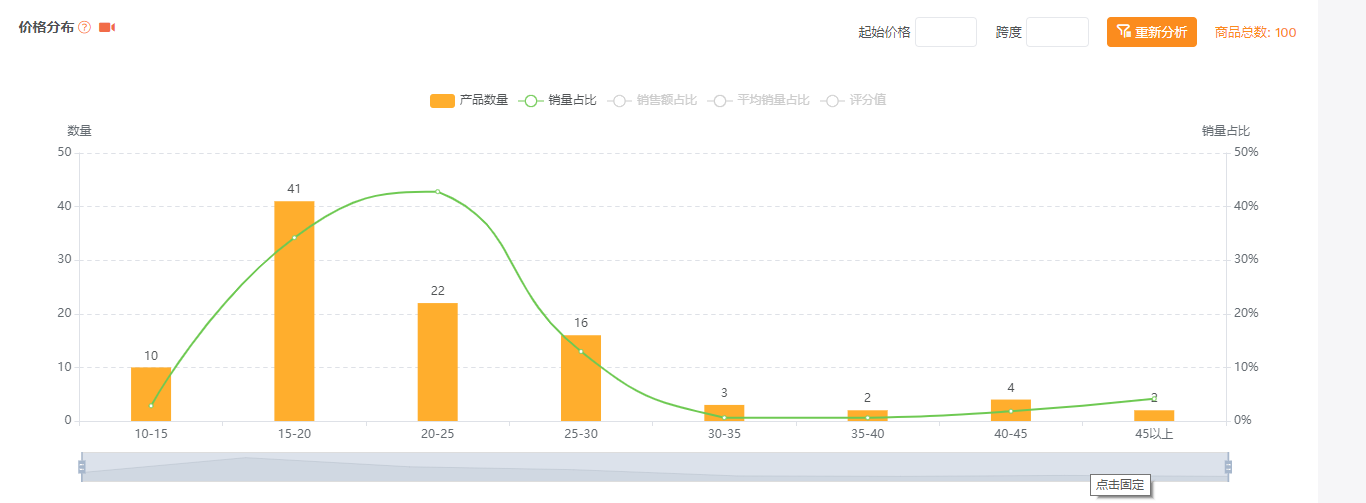 价格分布 ?
起始价格 跨度 重新分析 商品总数: 100
产品数量 销量占比 销售额占比 平均销量占比 评分值
数量 销量占比
50 50%
41
40 40%
30 30%
22
20 20%
16
10
10 10%
3 2 4 2
0 0%
10-15 15-20 20-25 25-30 30-35 35-40 40-45 45以上
点击固定